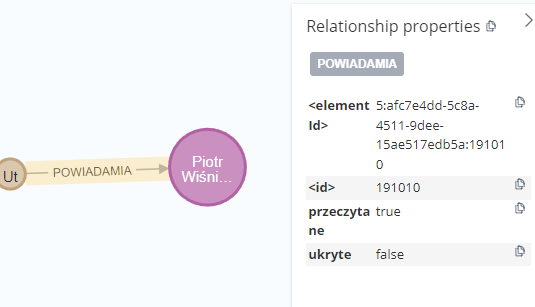 Ut
POWIADAMIA
Piotr
Wiśni...
Relationship properties
POWIADAMIA
<element
Id>
5:afc7e4dd-5c8a-
4511-9dee-
15ae517edb5a:19101
0
<id> 191010
przeczyta
ne
true
ukryte false